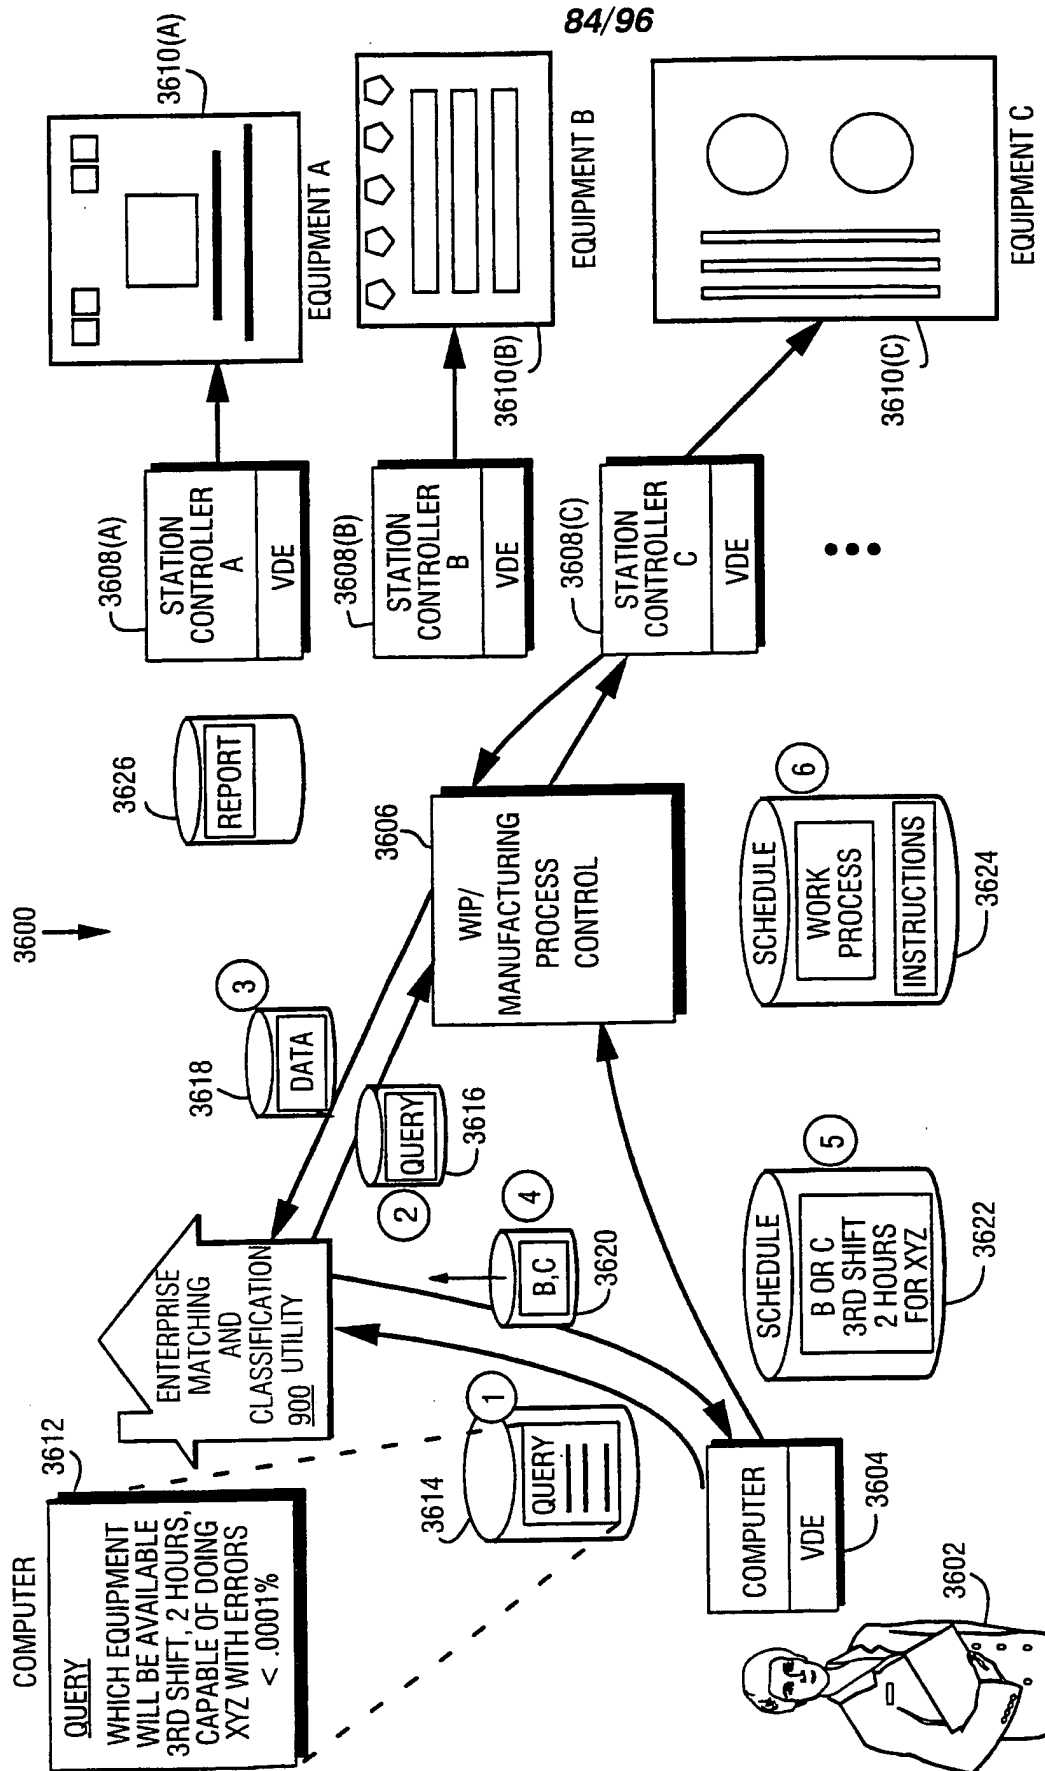 84/96
3600
COMPUTER
3612
QUERY
WHICH EQUIPMENT
WILL BE AVAILABLE
3RD SHIFT, 2 HOURS,
CAPABLE OF DOING
XYZ WITH ERRORS
< .0001%
ENTERPRISE
MATCHING
AND
CLASSIFICATION
900 UTILITY
3614
QUERY
1
2
QUERY
3616
3618
DATA
3
4
B,C
3620
COMPUTER
VDE
3604
3602
SCHEDULE
B OR C
3RD SHIFT
2 HOURS
FOR XYZ
5
3622
3606
WIP/
MANUFACTURING
PROCESS
CONTROL
SCHEDULE
WORK
PROCESS
INSTRUCTIONS
6
3624
3626
REPORT
3608(A)
STATION
CONTROLLER
A
VDE
3608(B)
STATION
CONTROLLER
B
VDE
3608(C)
STATION
CONTROLLER
C
VDE
3610(A)
EQUIPMENT A
3610(B)
EQUIPMENT B
3610(C)
EQUIPMENT C